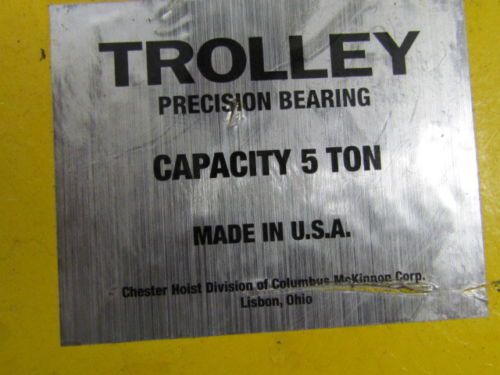 TROLLEY
PRECISION BEARING
CAPACITY 5 TON
MADE IN U.S.A.
Chester Hoist Division of Columbus McKinnon Corp.
Lisbon, Ohio